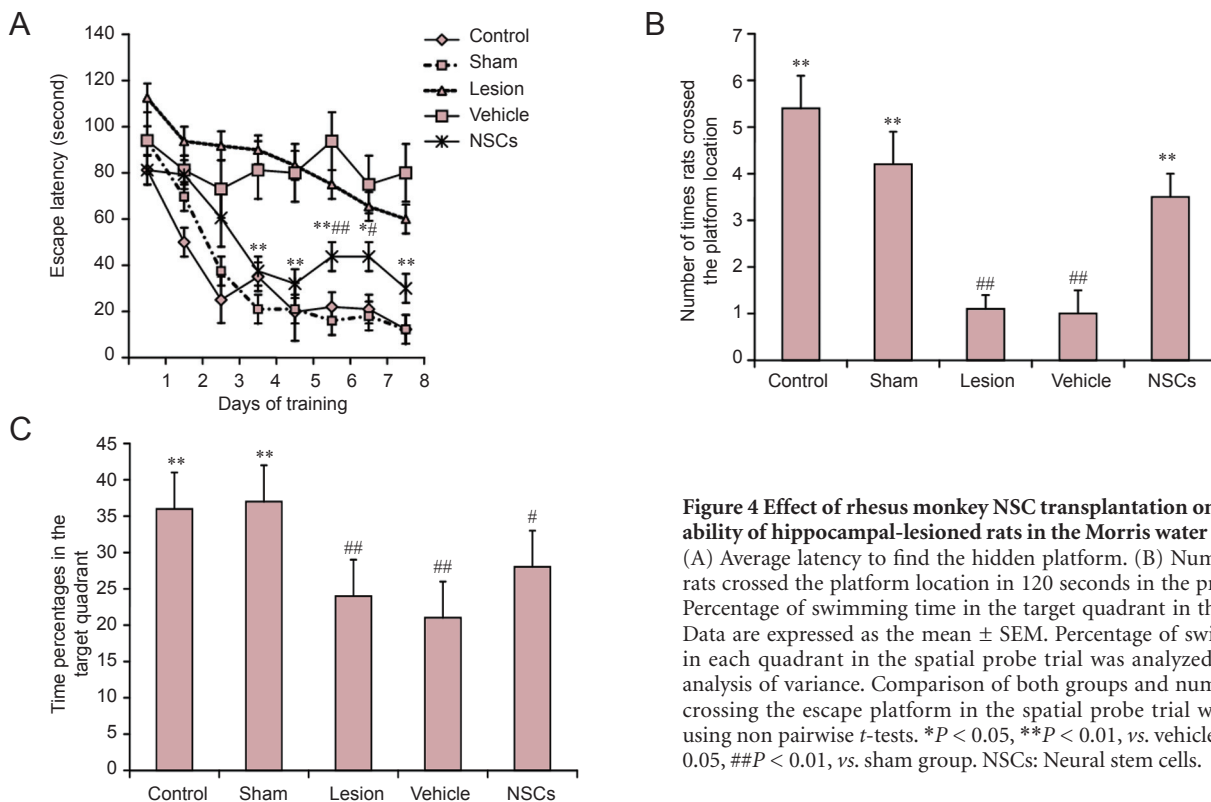 A
Control
Sham
Lesion
Vehicle
NSCs
Escape latency (second)
140
120
100
80
60
40
20
0
** ** **## *# **
1 2 3 4 5 6 7 8
Days of training
B
Number of times rats crossed
the platform location
7
6
5
4
3
2
1
0
** ** ## ## **
Control Sham Lesion Vehicle NSCs
C
Time percentages in the
target quadrant
45
40
35
30
25
20
15
10
5
0
** ** ## ## #
Control Sham Lesion Vehicle NSCs
Figure 4 Effect of rhesus monkey NSC transplantation on
ability of hippocampal-lesioned rats in the Morris water
(A) Average latency to find the hidden platform. (B) Num
rats crossed the platform location in 120 seconds in the pr
Percentage of swimming time in the target quadrant in th
Data are expressed as the mean ± SEM. Percentage of swi
in each quadrant in the spatial probe trial was analyzed
analysis of variance. Comparison of both groups and num
crossing the escape platform in the spatial probe trial w
using non pairwise t-tests. *P < 0.05, **P < 0.01, vs. vehicle
0.05, ##P < 0.01, vs. sham group. NSCs: Neural stem cells.